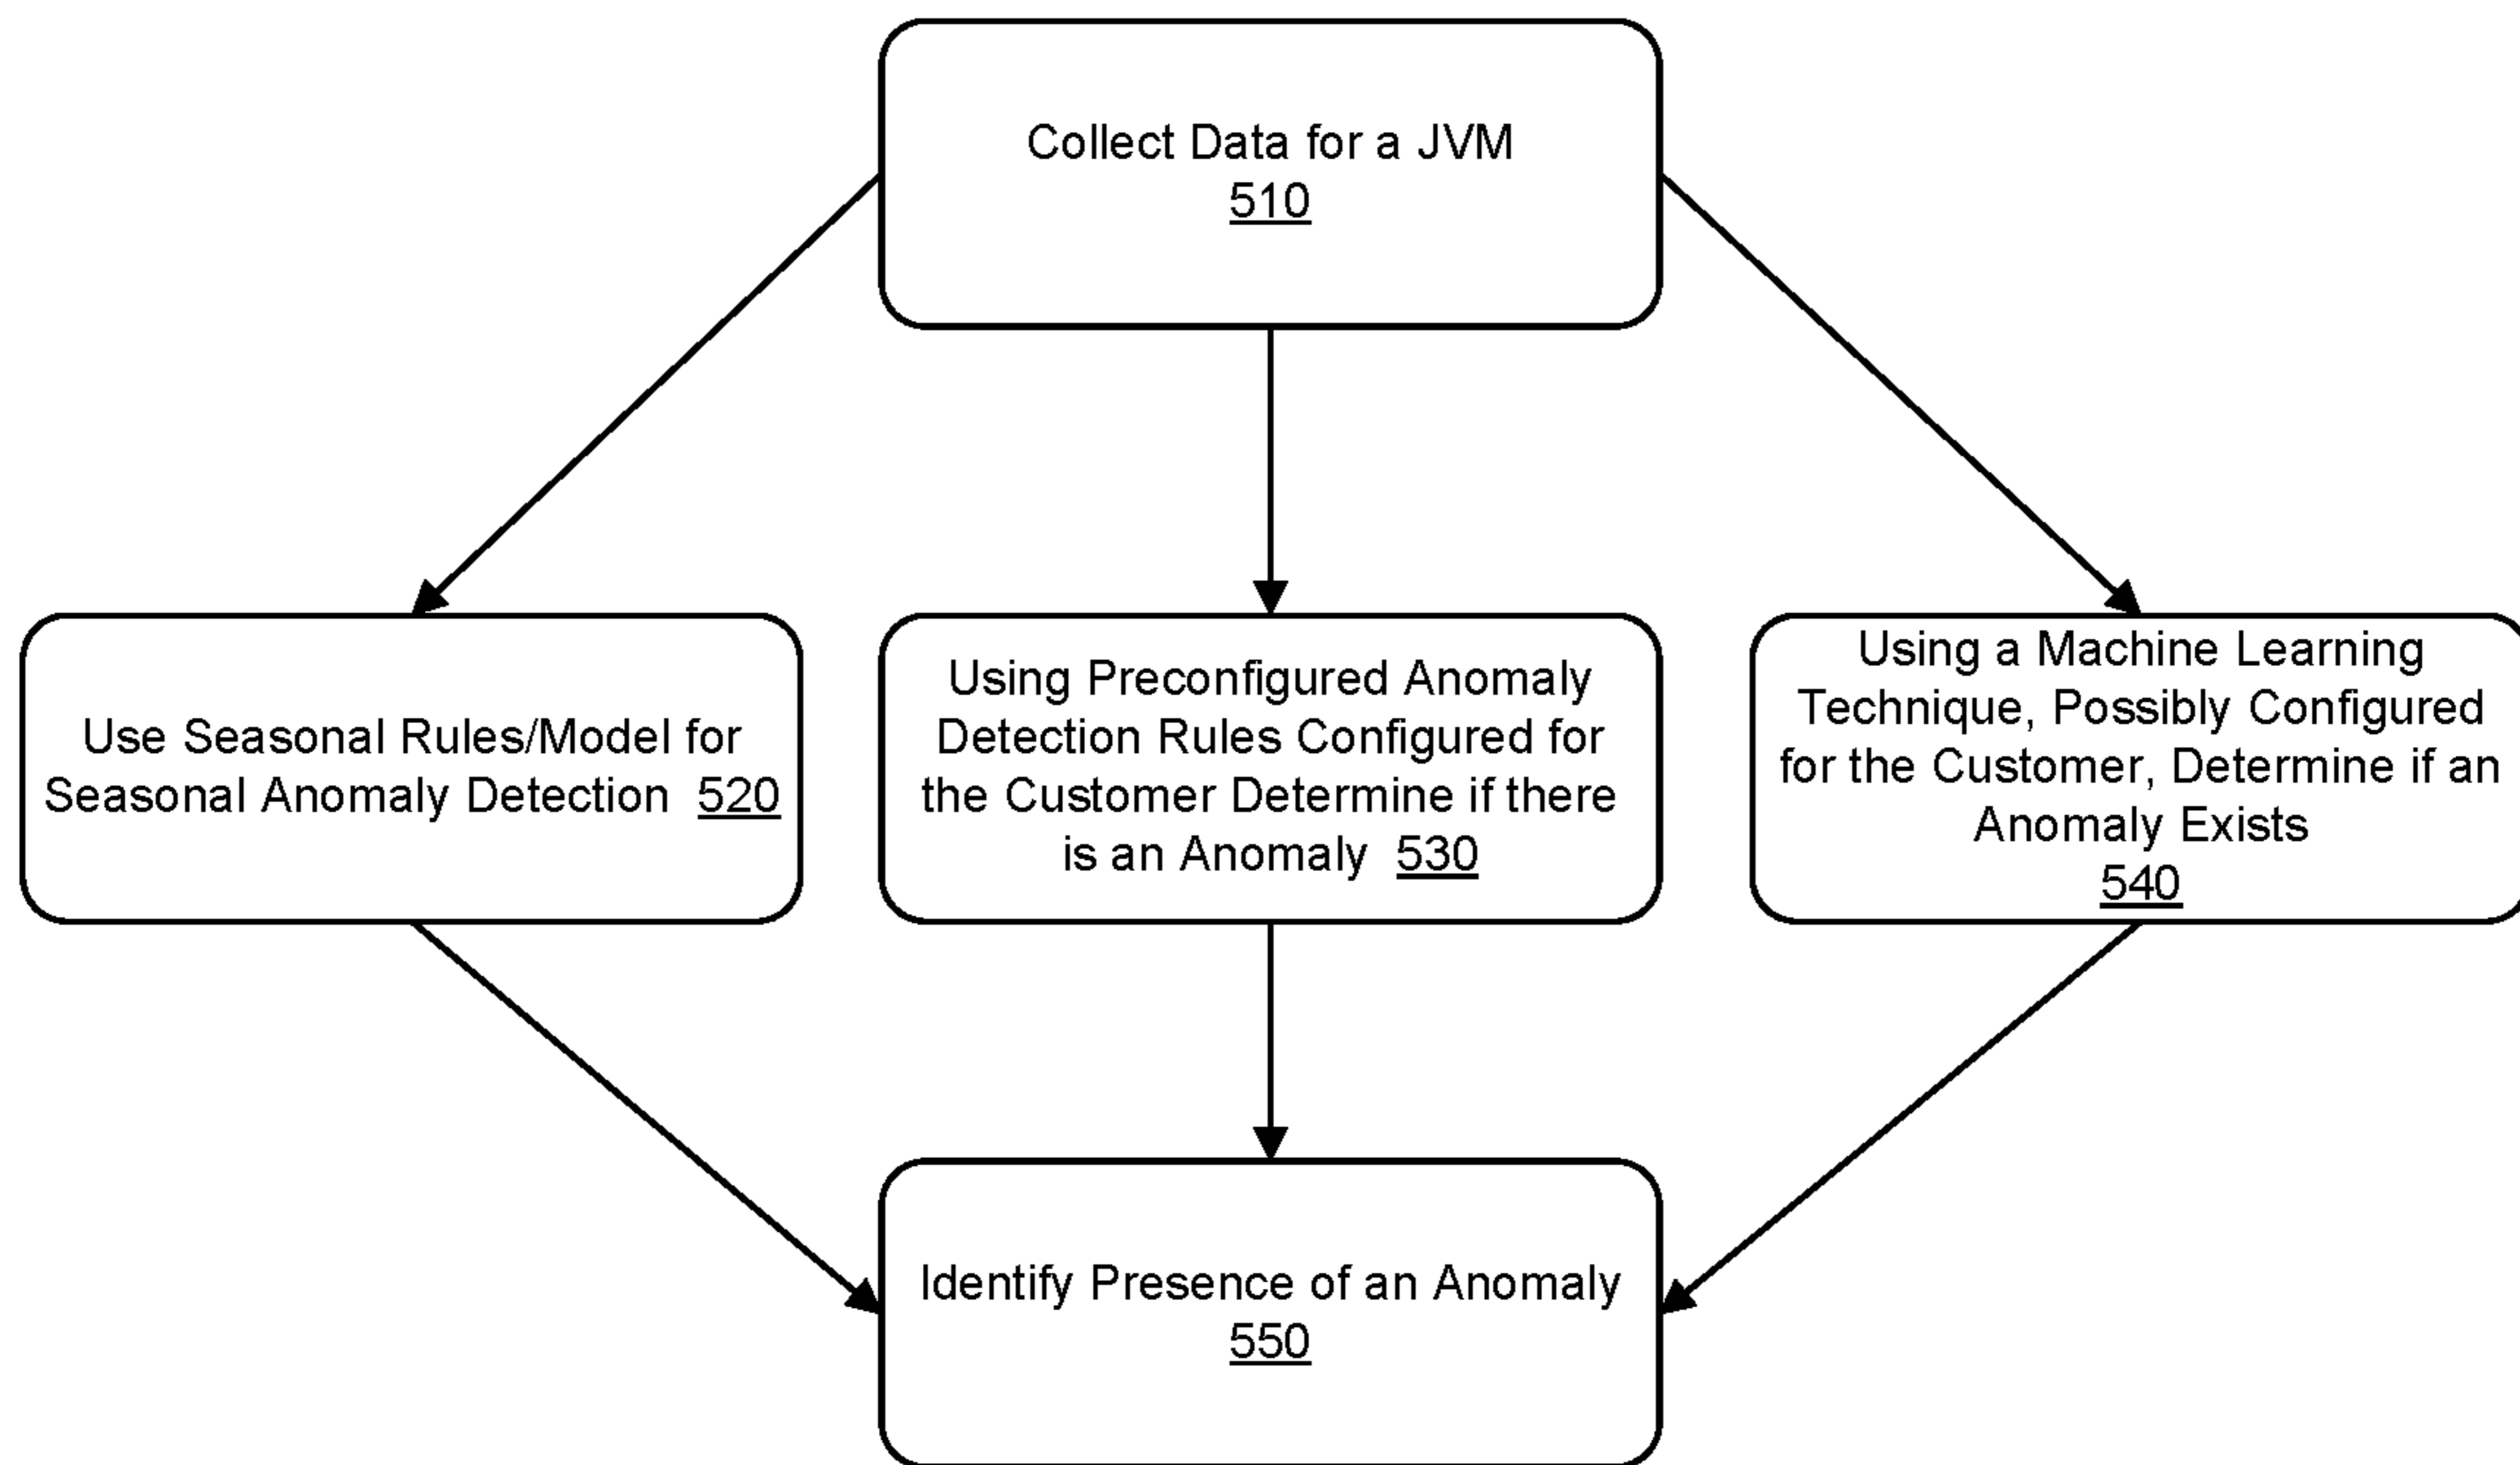 Collect Data for a JVM
510
Use Seasonal Rules/Model for
Seasonal Anomaly Detection 520
Using Preconfigured Anomaly
Detection Rules Configured for
the Customer Determine if there
is an Anomaly 530
Using a Machine Learning
Technique, Possibly Configured
for the Customer, Determine if an
Anomaly Exists
540
Identify Presence of an Anomaly
550